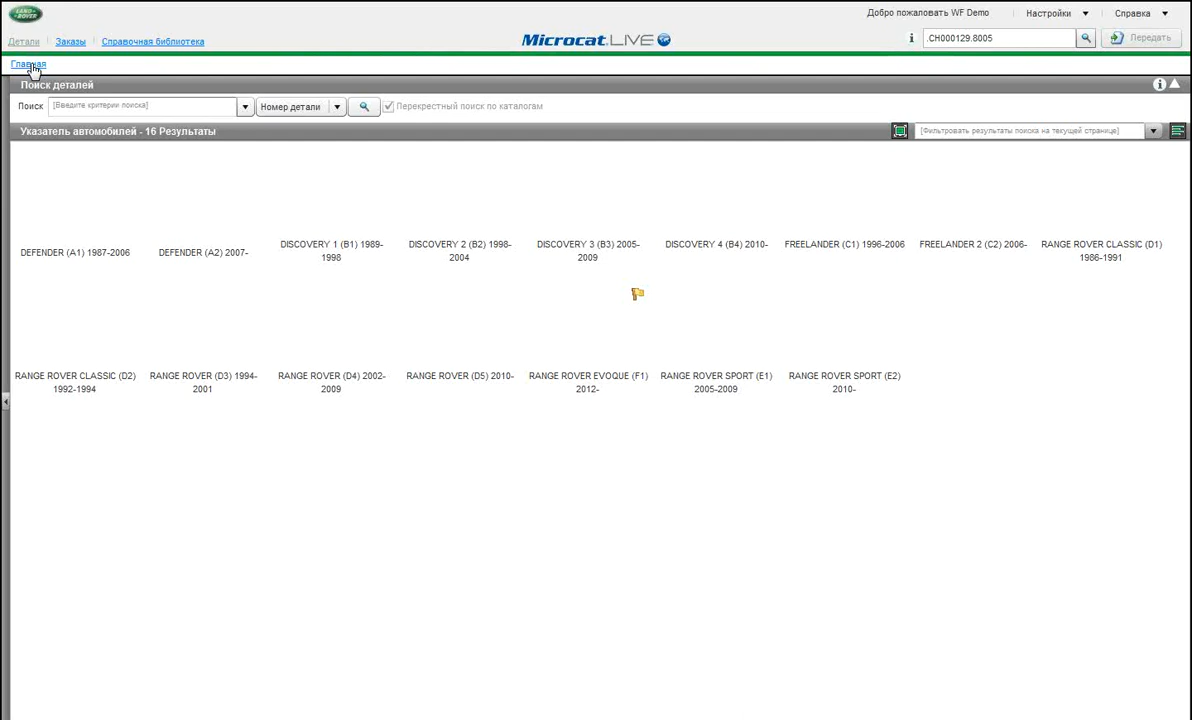 LAND-ROVER
Добро пожаловать WF Demo
Настройки
Справка
Детали
Заказы
Справочная библиотека
Microcat.LIVE
.CH000129.8005
Передать
Главная
Поиск деталей
Поиск
[Введите критерии поиска]
Номер детали
Перекрестный поиск по каталогам
Указатель автомобилей - 16 Результаты
[Фильтровать результаты поиска на текущей странице]
DEFENDER (A1) 1987-2006
DEFENDER (A2) 2007-
DISCOVERY 1 (B1) 1989-
1998
DISCOVERY 2 (B2) 1998-
2004
DISCOVERY 3 (B3) 2005-
2009
DISCOVERY 4 (B4) 2010-
FREELANDER (C1) 1996-2006
FREELANDER 2 (C2) 2006-
RANGE ROVER CLASSIC (D1)
1986-1991
RANGE ROVER CLASSIC (D2)
1992-1994
RANGE ROVER (D3) 1994-
2001
RANGE ROVER (D4) 2002-
2009
RANGE ROVER (D5) 2010-
RANGE ROVER EVOQUE (F1)
2012-
RANGE ROVER SPORT (E1)
2005-2009
RANGE ROVER SPORT (E2)
2010-